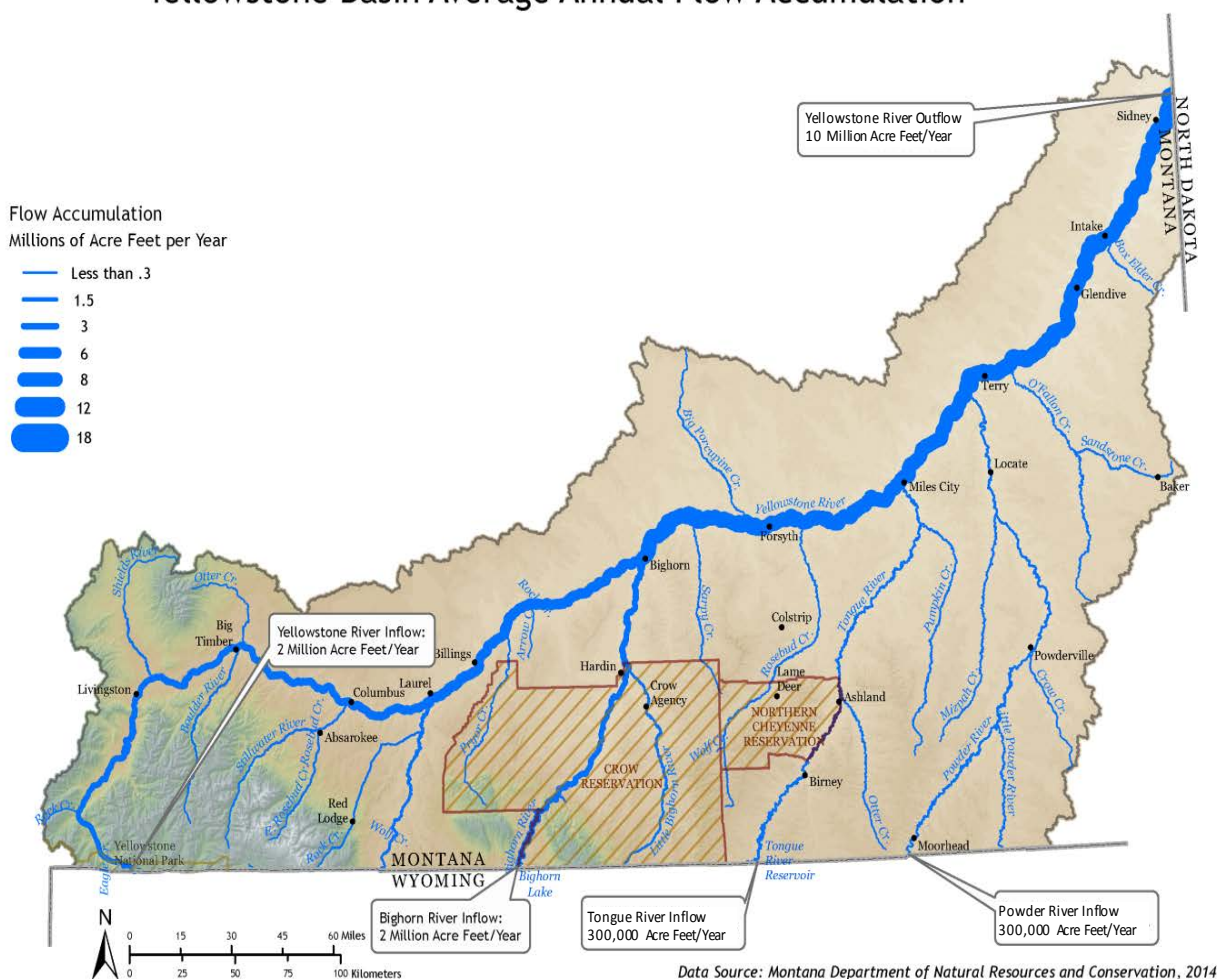 Yellowstone Basin Average Annual Flow Accumulation
Yellowstone River Outflow
10 Million Acre Feet/Year
Sidney
NORTH DAKOTA
MONTANA
Flow Accumulation
Millions of Acre Feet per Year
Less than .3
1.5
3
6
8
12
18
Intake
Box Elder Cr.
Glendive
Terry
O'Fallon Cr.
Sandstone Cr.
Baker
Big Porcupine Cr.
Locate
Miles City
Yellowstone River
Forsyth
Bighorn
Shields River
Otter Cr.
Big
Timber
Yellowstone River Inflow:
2 Million Acre Feet/Year
Billings
Arrow Cr.
Sarpy Cr.
Colstrip
Rosebud Cr.
Tongue River
Pumpkin Cr.
Mizpah Cr.
Powderville
Crow Cr.
Hardin
Crow
Agency
Lame
Deer
Ashland
Livingston
Boulder River
Columbus
Laurel
Absarokee
Stillwater River
Rosebud Cr.
E. Rosebud Cr.
Pryor Cr.
CROW
RESERVATION
NORTHERN
CHEYENNE
RESERVATION
Wolf Cr.
Birney
Powder River
Little Powder River
Little Bighorn River
Otter Cr.
Red
Lodge
Rock Cr.
Wolf Cr.
Rock Cr.
Yellowstone
National Park
Bighorn River
Bighorn
Lake
Tongue
River
Reservoir
Moorhead
MONTANA
WYOMING
Bighorn River Inflow:
2 Million Acre Feet/Year
Tongue River Inflow
300,000 Acre Feet/Year
Powder River Inflow
300,000 Acre Feet/Year
N
0 15 30 45 60 Miles
0 25 50 75 100 Kilometers
Data Source: Montana Department of Natural Resources and Conservation, 2014